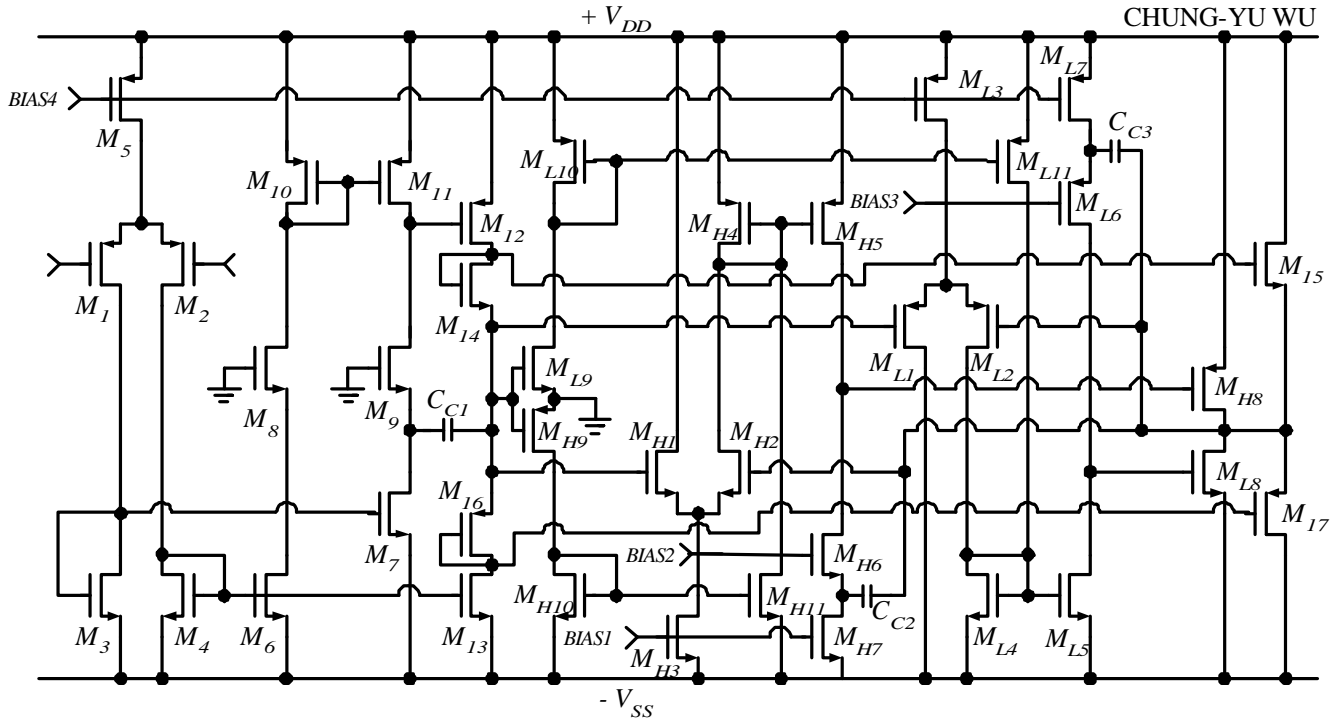 + V_DD
CHUNG-YU WU
BIAS4
M_5
M_L3
M_L7
C_C3
M_10
M_11
M_L10
M_L11
M_12
M_H4
M_H5
BIAS3
M_L6
M_1
M_2
M_14
M_15
M_L1
M_L2
M_8
M_9
M_L9
M_H8
C_C1
M_H9
M_H1
M_H2
M_16
M_L8
M_17
M_7
BIAS2
M_H6
M_3
M_4
M_6
M_13
M_H10
BIAS1
M_H3
M_H11
C_C2
M_H7
M_L4
M_L5
- V_SS